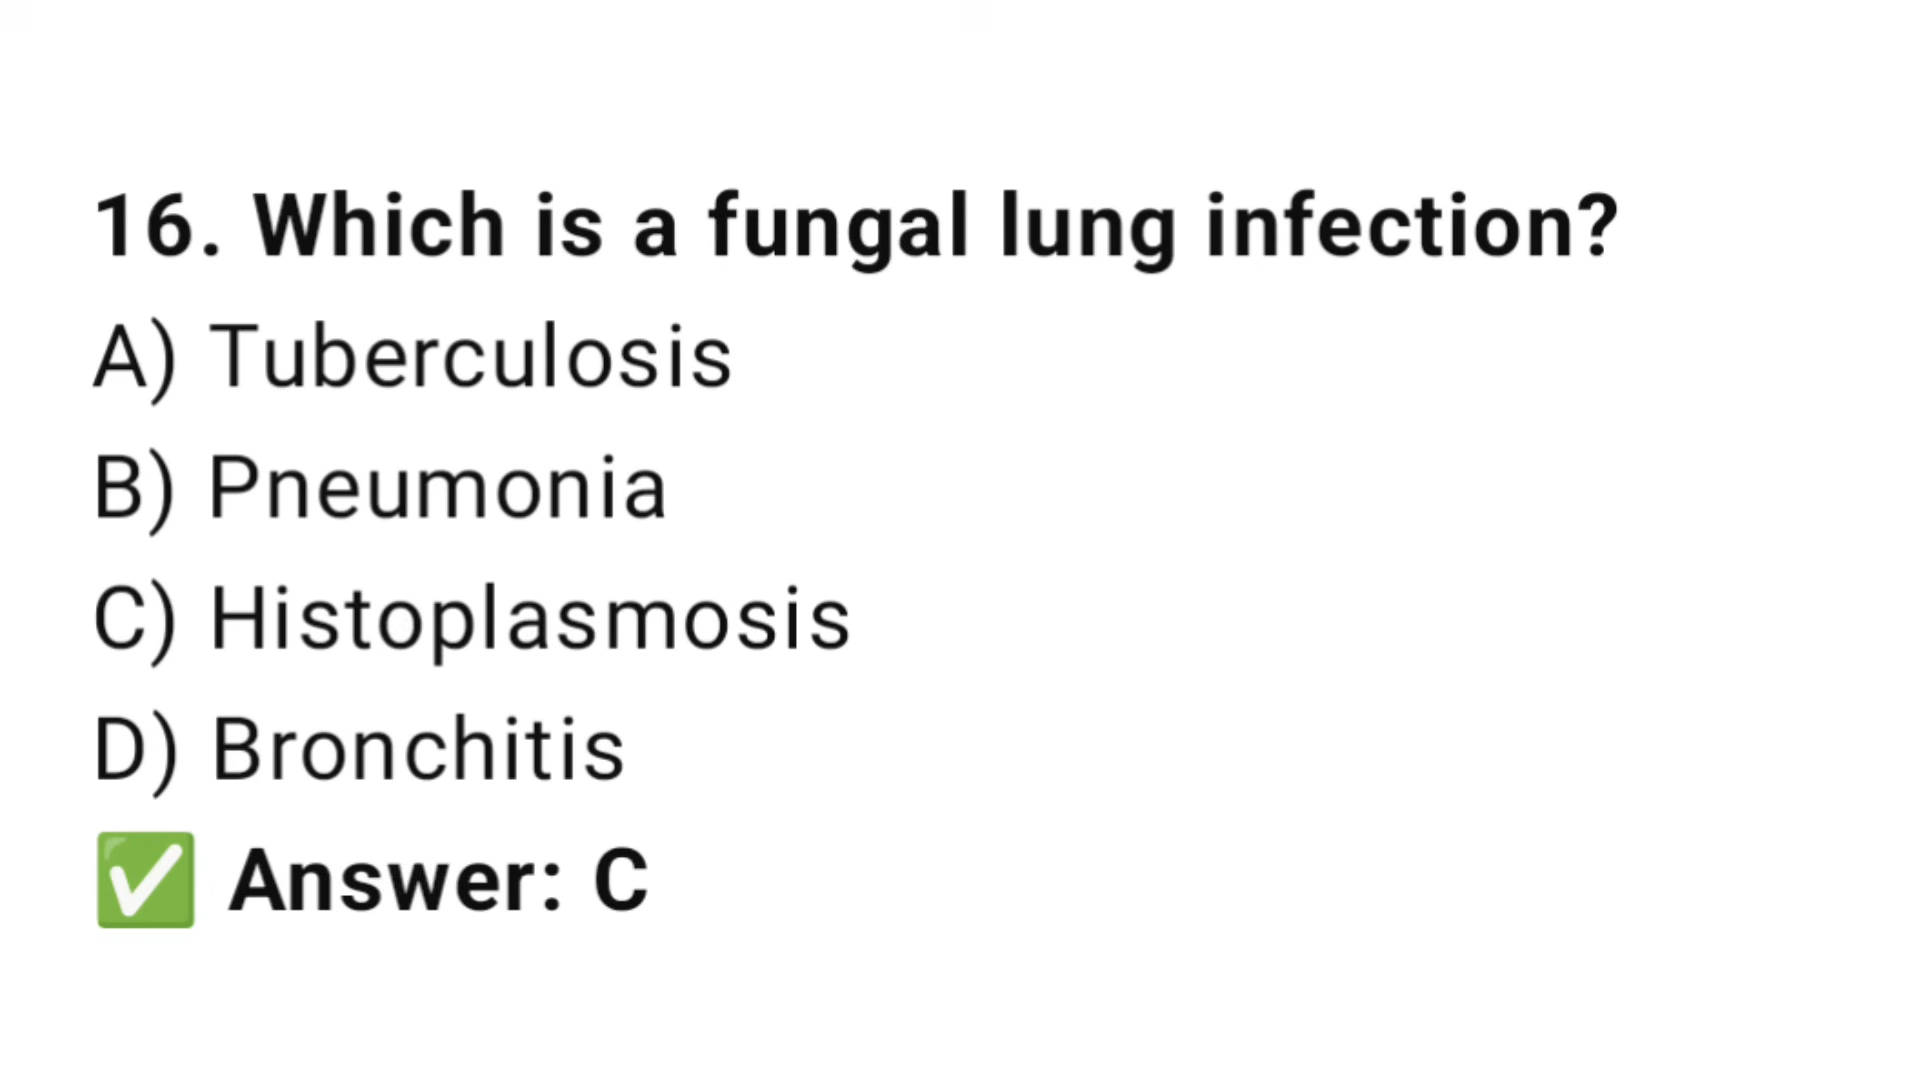 16. Which is a fungal lung infection?
A) Tuberculosis
B) Pneumonia
C) Histoplasmosis
D) Bronchitis
✅ Answer: C